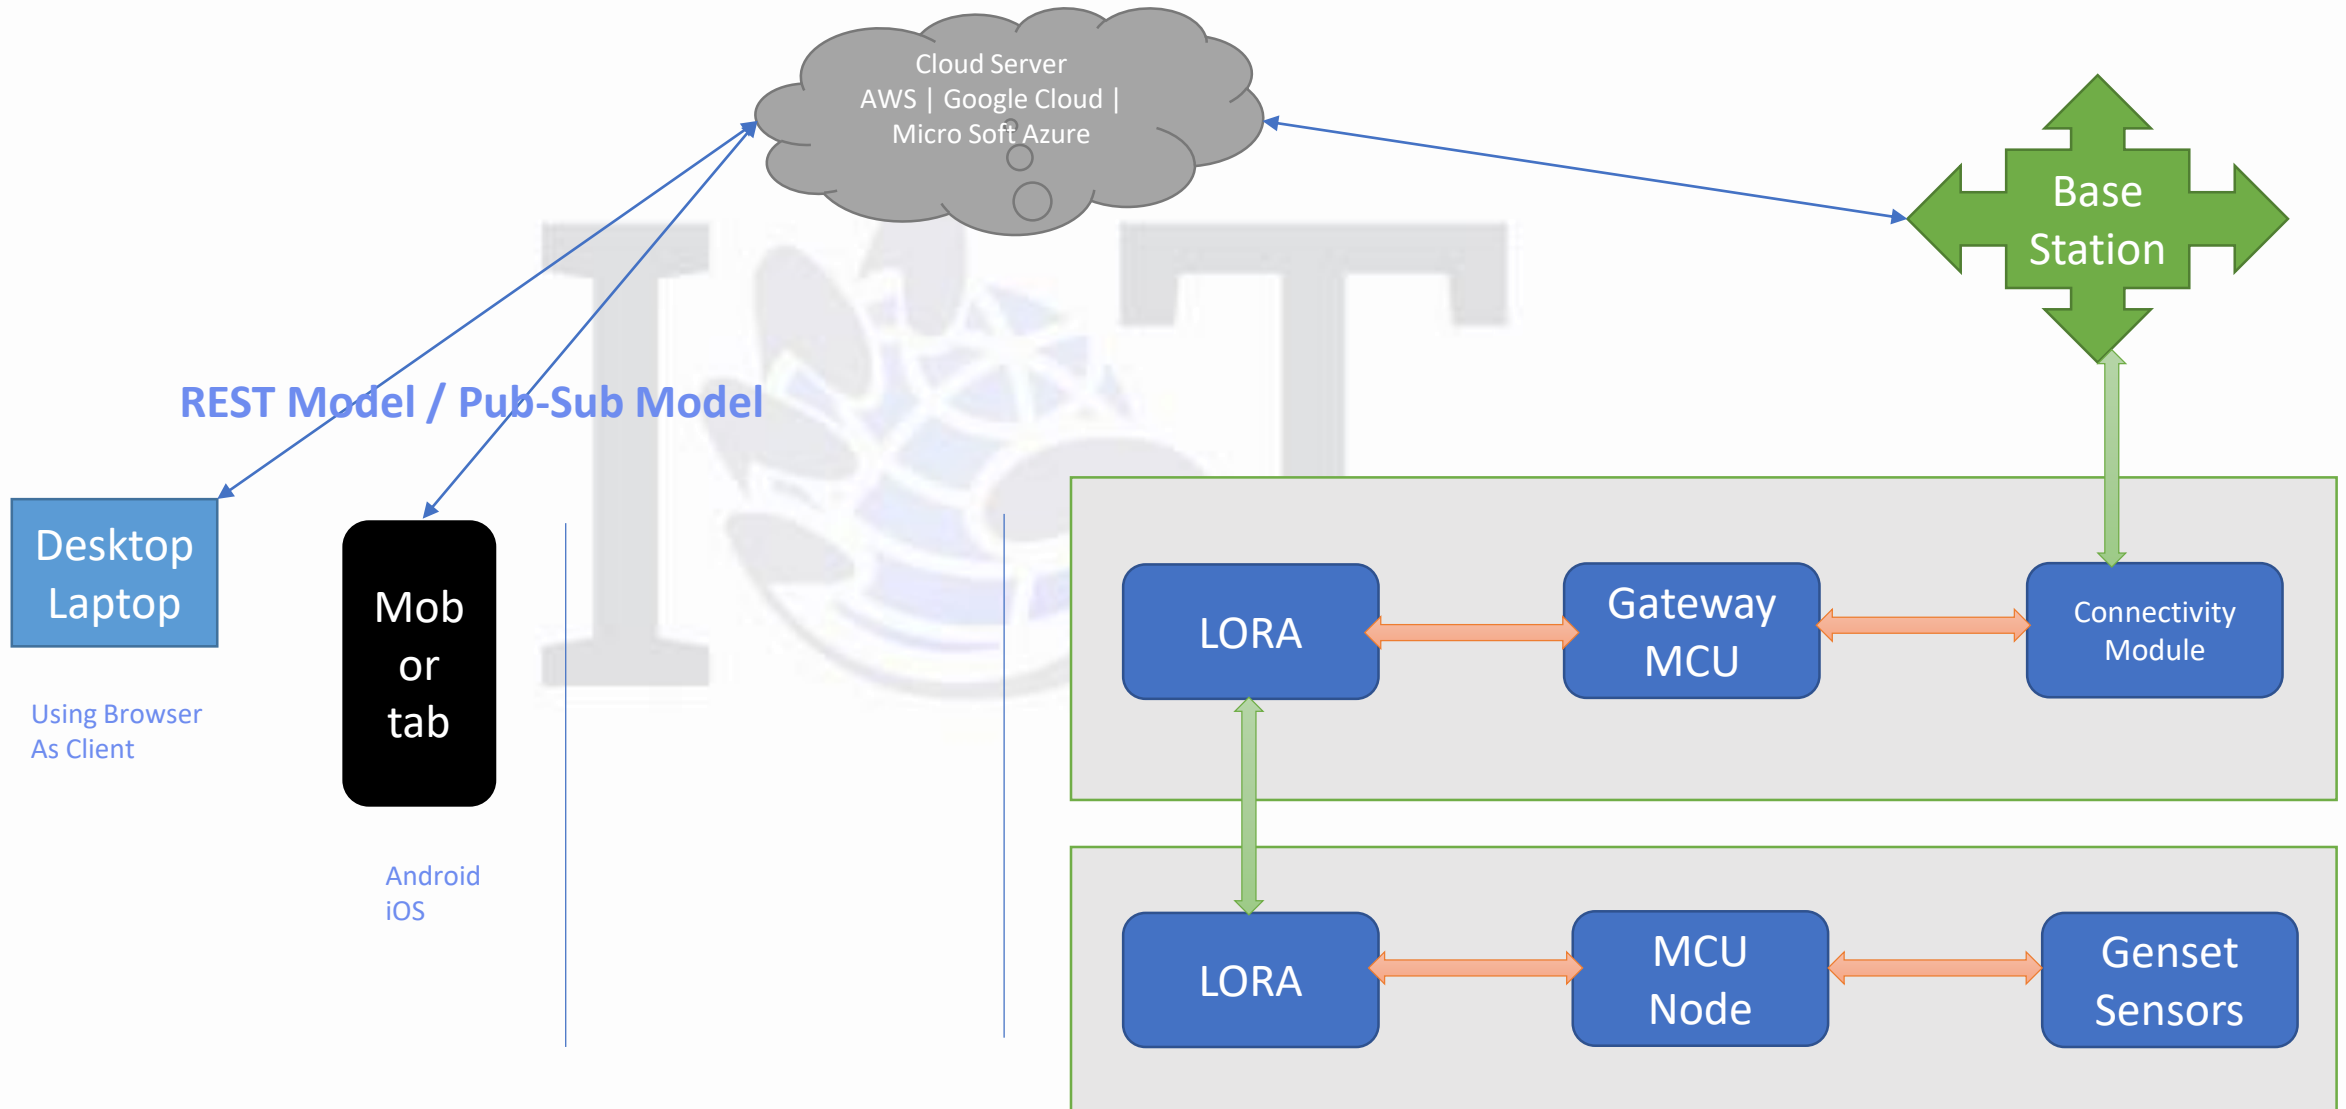 Cloud Server
AWS | Google Cloud |
Micro Soft Azure
Base
Station
REST Model / Pub-Sub Model
Desktop
Laptop
Using Browser
As Client
Mob
or
tab
Android
iOS
LORA
Gateway
MCU
Connectivity
Module
LORA
MCU
Node
Genset
Sensors
IOT